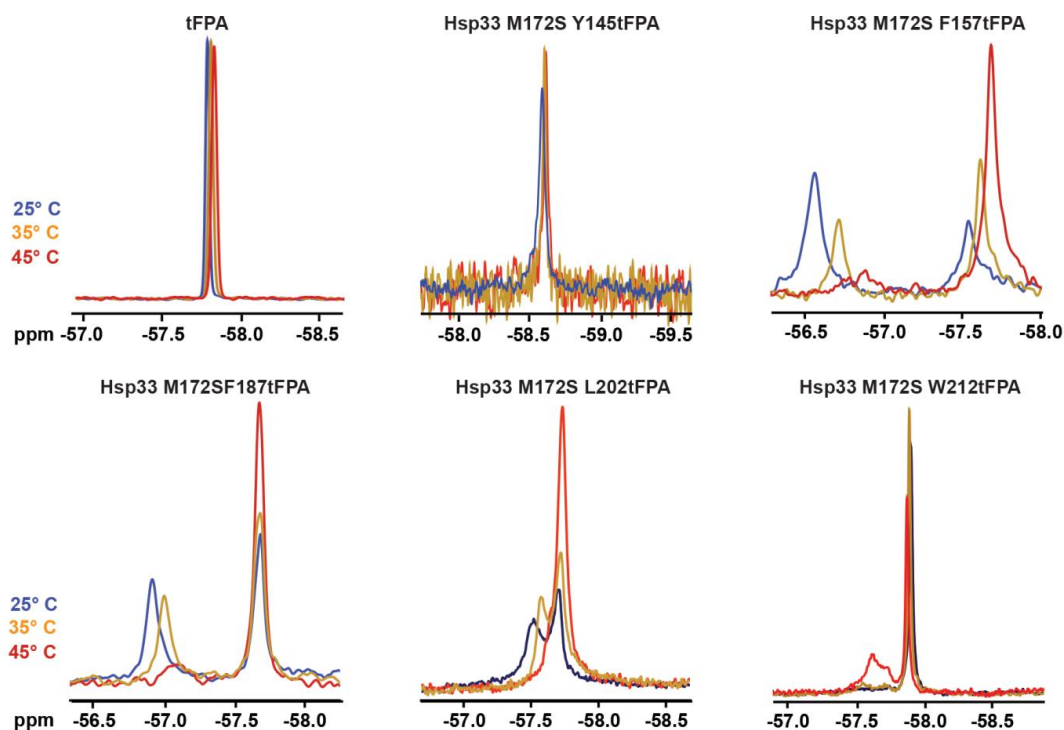 tFPA
Hsp33 M172S Y145tFPA
Hsp33 M172S F157tFPA
25° C
35° C
45° C
ppm -57.0 -57.5 -58.0 -58.5
-58.0 -58.5 -59.0 -59.5
-56.5 -57.0 -57.5 -58.0
Hsp33 M172SF187tFPA
Hsp33 M172S L202tFPA
Hsp33 M172S W212tFPA
25° C
35° C
45° C
ppm -56.5 -57.0 -57.5 -58.0
-57.0 -57.5 -58.0 -58.5
-57.0 -57.5 -58.0 -58.5